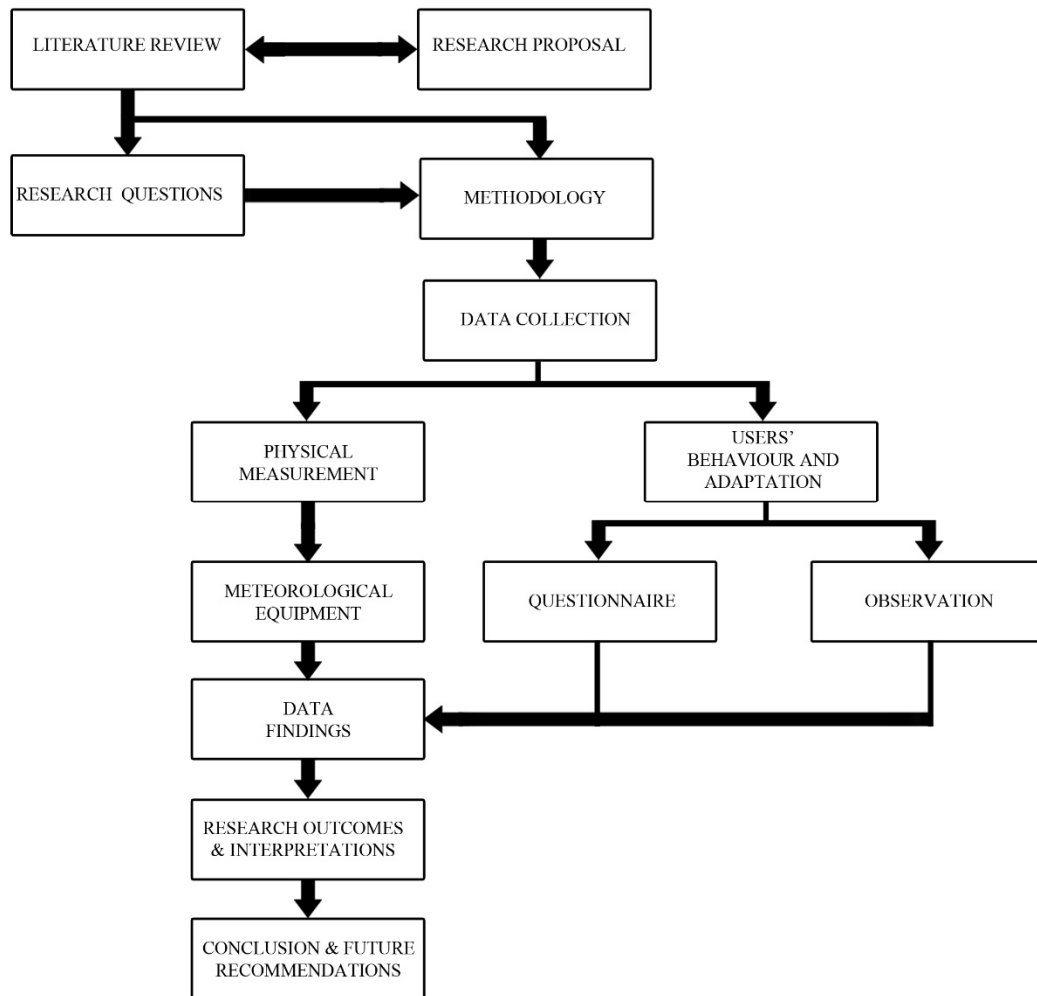 LITERATURE REVIEW
RESEARCH PROPOSAL
RESEARCH QUESTIONS
METHODOLOGY
DATA COLLECTION
PHYSICAL
MEASUREMENT
USERS’
BEHAVIOUR AND
ADAPTATION
METEOROLOGICAL
EQUIPMENT
QUESTIONNAIRE
OBSERVATION
DATA
FINDINGS
RESEARCH OUTCOMES
& INTERPRETATIONS
CONCLUSION & FUTURE
RECOMMENDATIONS